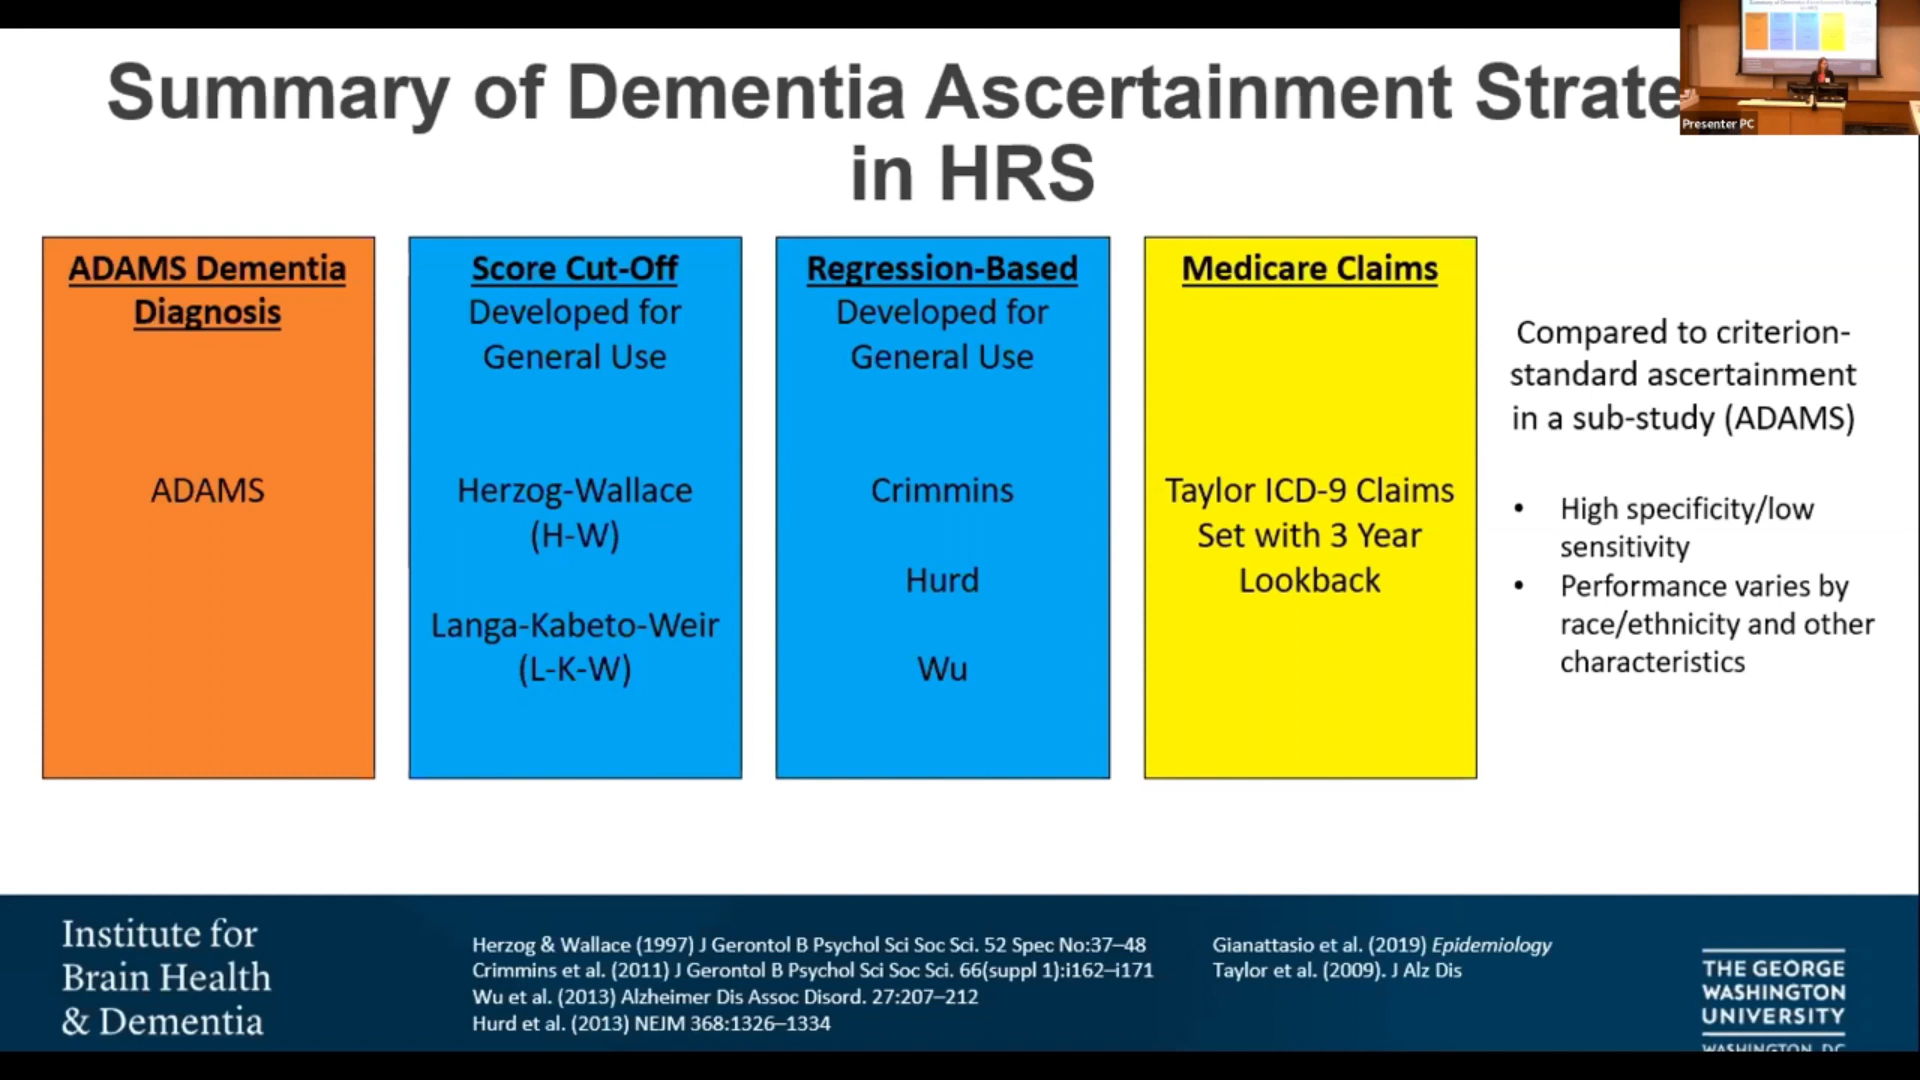 Summary of Dementia Ascertainment Strate
in HRS
Presenter PC
ADAMS Dementia
Diagnosis
ADAMS
Score Cut-Off
Developed for
General Use
Herzog-Wallace
(H-W)
Langa-Kabeto-Weir
(L-K-W)
Regression-Based
Developed for
General Use
Crimmins
Hurd
Wu
Medicare Claims
Taylor ICD-9 Claims
Set with 3 Year
Lookback
Compared to criterion-
standard ascertainment
in a sub-study (ADAMS)
• High specificity/low
sensitivity
• Performance varies by
race/ethnicity and other
characteristics
Institute for
Brain Health
& Dementia
Herzog & Wallace (1997) J Gerontol B Psychol Sci Soc Sci. 52 Spec No:37–48
Crimmins et al. (2011) J Gerontol B Psychol Sci Soc Sci. 66(suppl 1):i162–i171
Wu et al. (2013) Alzheimer Dis Assoc Disord. 27:207–212
Hurd et al. (2013) NEJM 368:1326–1334
Gianattasio et al. (2019) Epidemiology
Taylor et al. (2009). J Alz Dis
THE GEORGE
WASHINGTON
UNIVERSITY
WASHINGTON, DC